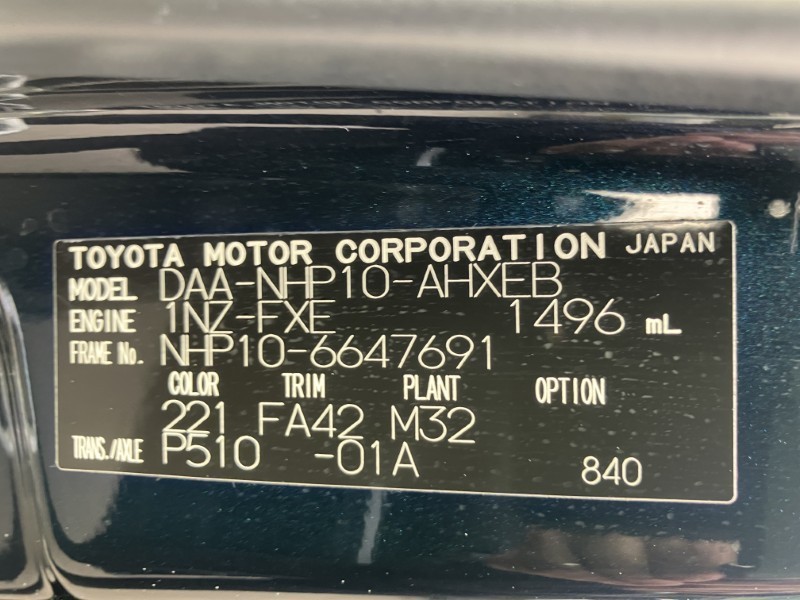 TOYOTA MOTOR CORPORATION JAPAN
MODEL DAA-NHP10-AHXEB
ENGINE 1NZ-FXE 1496 mL
FRAME No. NHP10-6647691
COLOR TRIM PLANT OPTION
221 FA42 M32
TRANS./AXLE P510 -01A
840